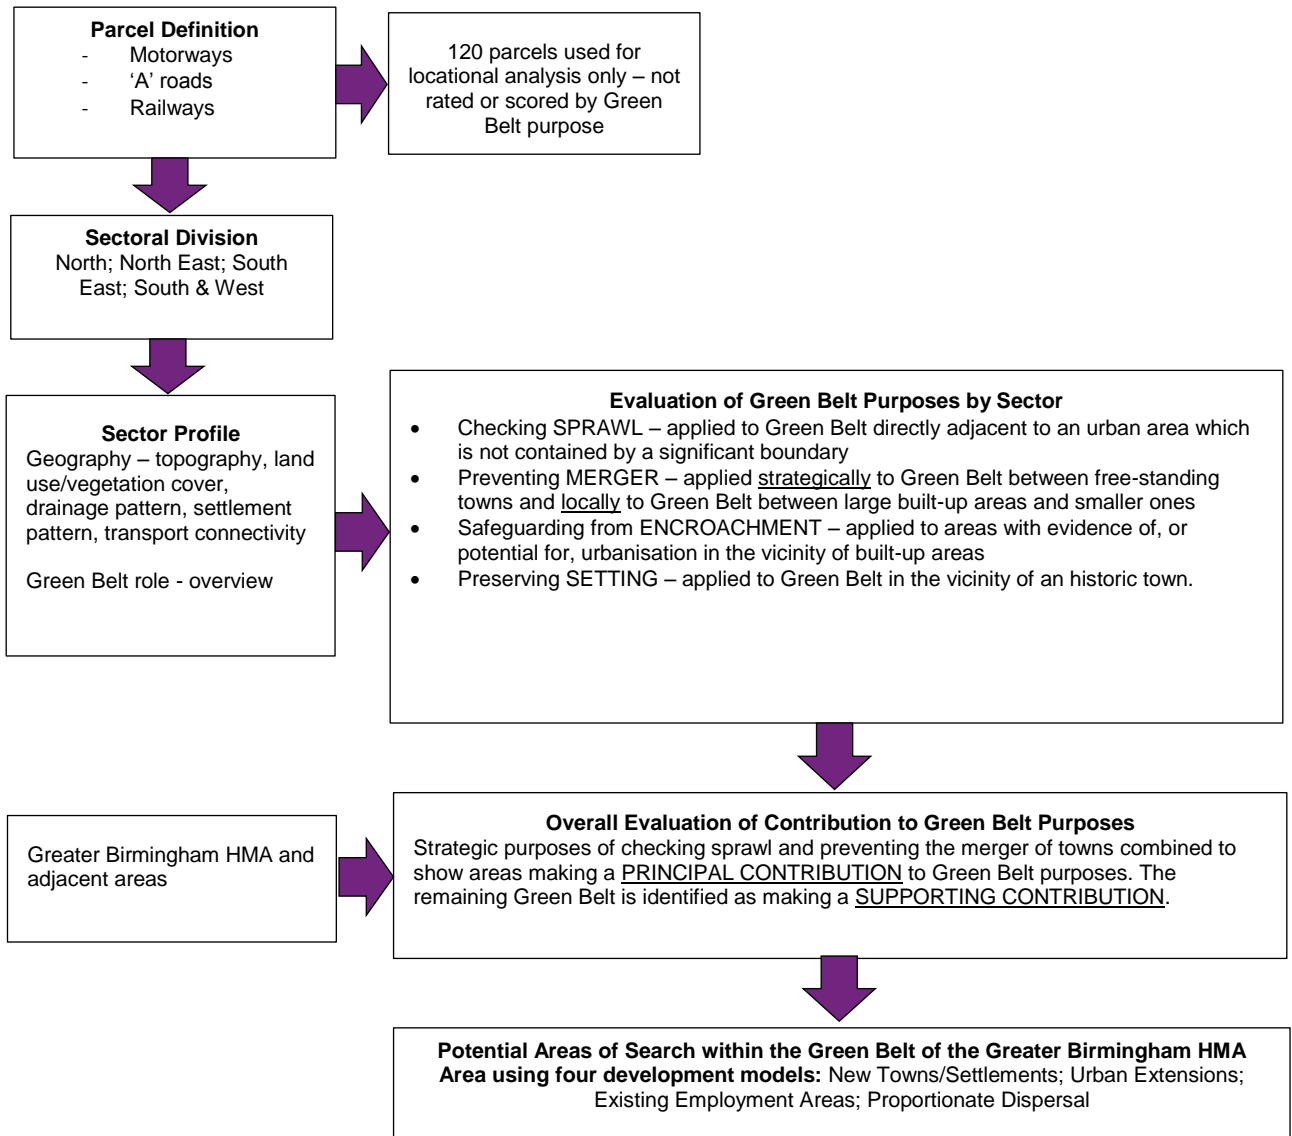 Parcel Definition
- Motorways
- ‘A’ roads
- Railways
120 parcels used for
locational analysis only – not
rated or scored by Green
Belt purpose
Sectoral Division
North; North East; South
East; South & West
Sector Profile
Geography – topography, land
use/vegetation cover,
drainage pattern, settlement
pattern, transport connectivity
Green Belt role - overview
Evaluation of Green Belt Purposes by Sector
• Checking SPRAWL – applied to Green Belt directly adjacent to an urban area which
is not contained by a significant boundary
• Preventing MERGER – applied strategically to Green Belt between free-standing
towns and locally to Green Belt between large built-up areas and smaller ones
• Safeguarding from ENCROACHMENT – applied to areas with evidence of, or
potential for, urbanisation in the vicinity of built-up areas
• Preserving SETTING – applied to Green Belt in the vicinity of an historic town.
Greater Birmingham HMA and
adjacent areas
Overall Evaluation of Contribution to Green Belt Purposes
Strategic purposes of checking sprawl and preventing the merger of towns combined to
show areas making a PRINCIPAL CONTRIBUTION to Green Belt purposes. The
remaining Green Belt is identified as making a SUPPORTING CONTRIBUTION.
Potential Areas of Search within the Green Belt of the Greater Birmingham HMA
Area using four development models: New Towns/Settlements; Urban Extensions;
Existing Employment Areas; Proportionate Dispersal